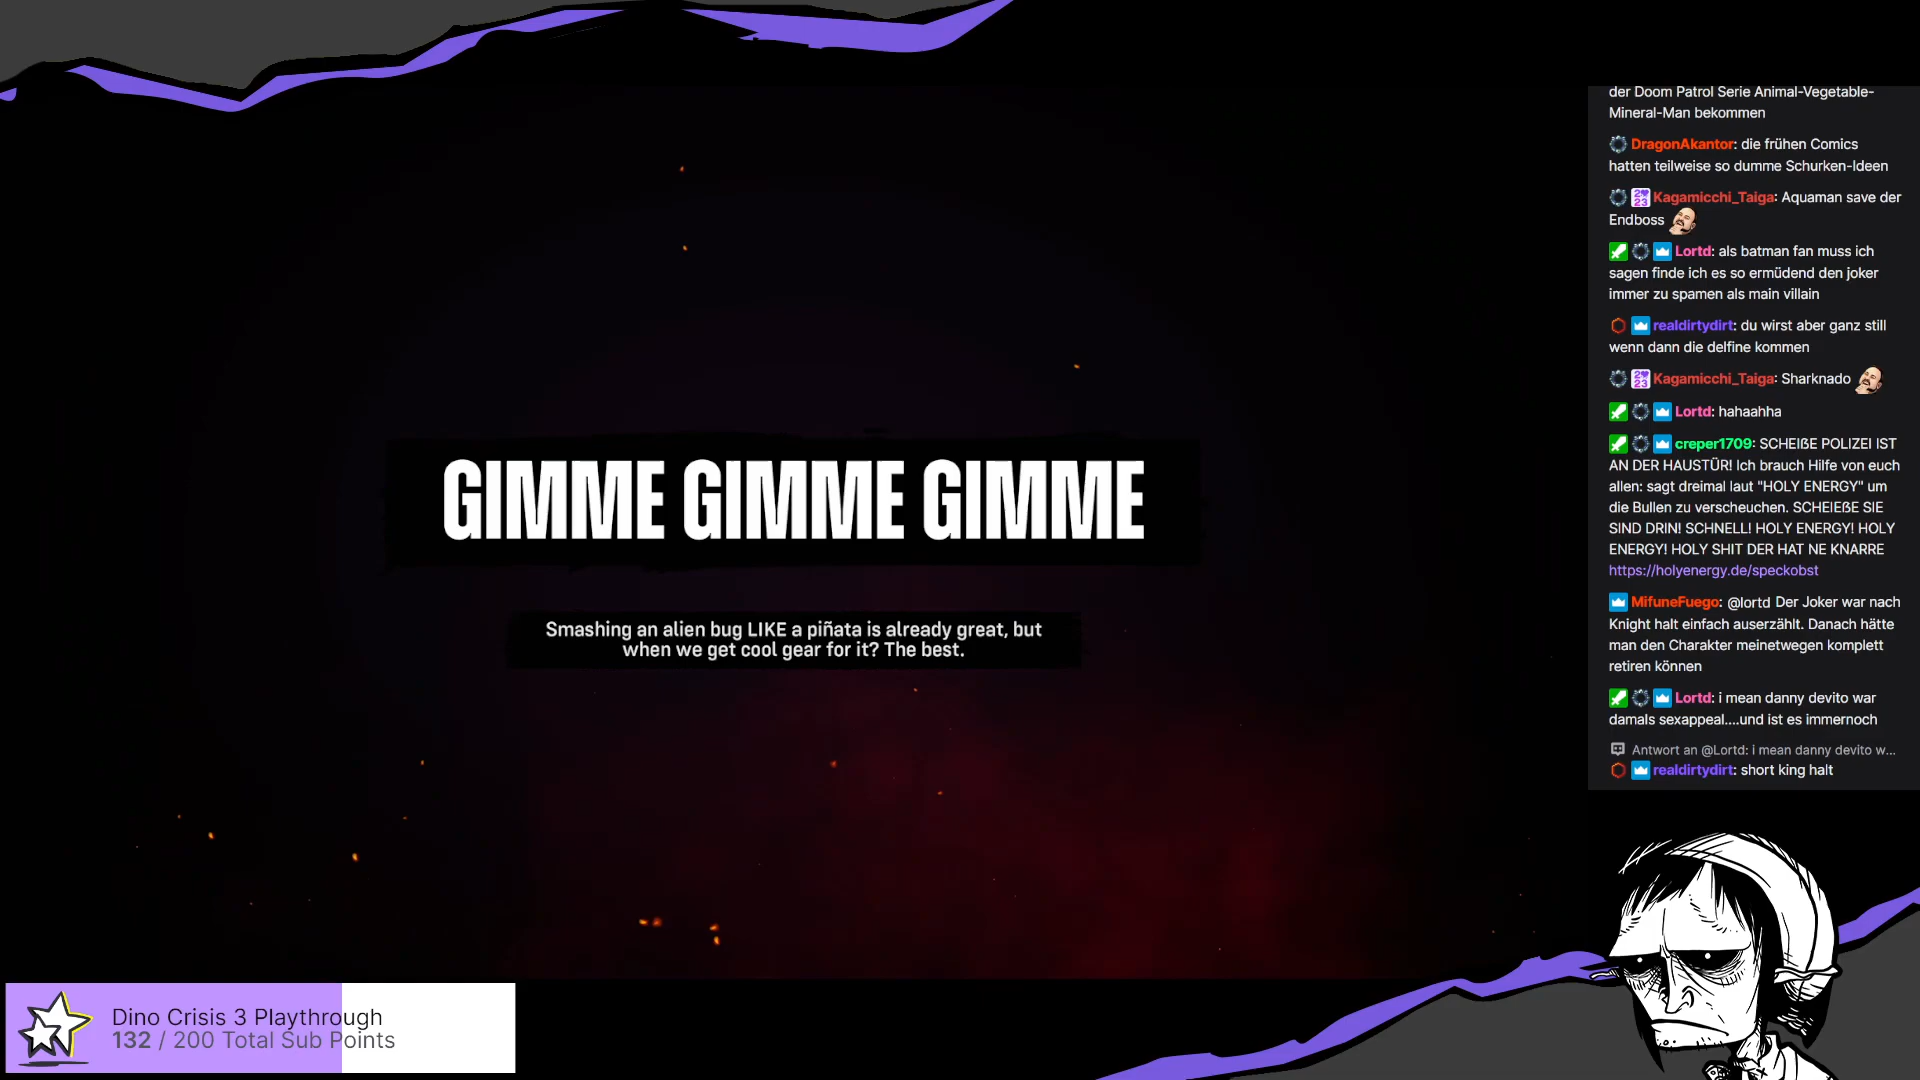 GIMME GIMME GIMME
Smashing an alien bug LIKE a piñata is already great, but
when we get cool gear for it? The best.
der Doom Patrol Serie Animal-Vegetable-
Mineral-Man bekommen
DragonAkantor: die frühen Comics
hatten teilweise so dumme Schurken-Ideen
2 23 Kagamicchi_Taiga: Aquaman save der
Endboss
Lortd: als batman fan muss ich
sagen finde ich es so ermüdend den joker
immer zu spamen als main villain
realdirtydirt: du wirst aber ganz still
wenn dann die delfine kommen
2 23 Kagamicchi_Taiga: Sharknado
Lortd: hahaahha
creper1709: SCHEIßE POLIZEI IST
AN DER HAUSTÜR! Ich brauch Hilfe von euch
allen: sagt dreimal laut "HOLY ENERGY" um
die Bullen zu verscheuchen. SCHEIEßE SIE
SIND DRIN! SCHNELL! HOLY ENERGY! HOLY
ENERGY! HOLY SHIT DER HAT NE KNARRE
https://holyenergy.de/speckobst
MifuneFuego: @lortd Der Joker war nach
Knight halt einfach auserzählt. Danach hätte
man den Charakter meinetwegen komplett
retiren können
Lortd: i mean danny devito war
damals sexappeal....und ist es immernoch
Antwort an @Lortd: i mean danny devito w...
realdirtydirt: short king halt
Dino Crisis 3 Playthrough
132 / 200 Total Sub Points